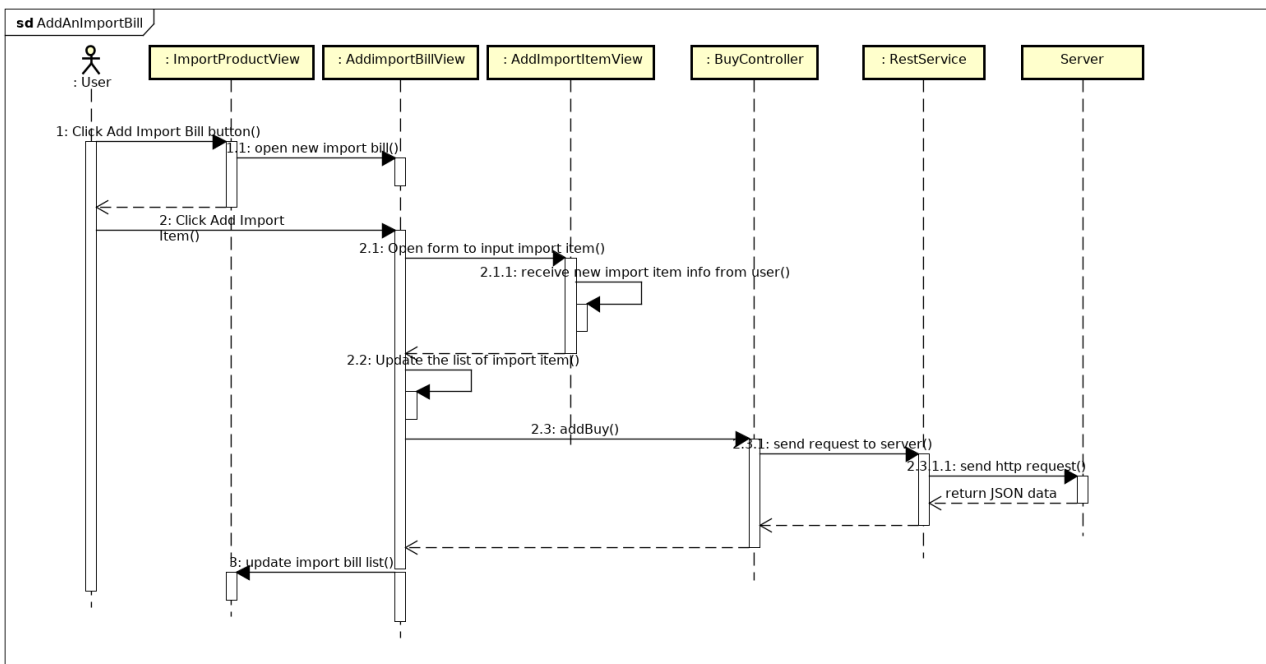 sd AddAnImportBill
: User
: ImportProductView
: AddimportBillView
: AddImportItemView
: BuyController
: RestService
Server
1: Click Add Import Bill button()
1.1: open new import bill()
2: Click Add Import
Item()
2.1: Open form to input import item()
2.1.1: receive new import item info from user()
2.2: Update the list of import item()
2.3: addBuy()
2.3.1: send request to server()
2.3.1.1: send http request()
return JSON data
3: update import bill list()